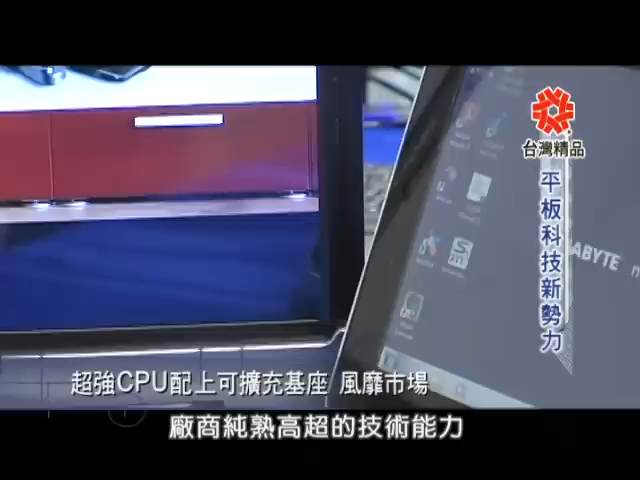 台灣精品
平板科技新勢力
ABYTE
超強CPU配上可擴充基座 風靡市場
廠商純熟高超的技術能力